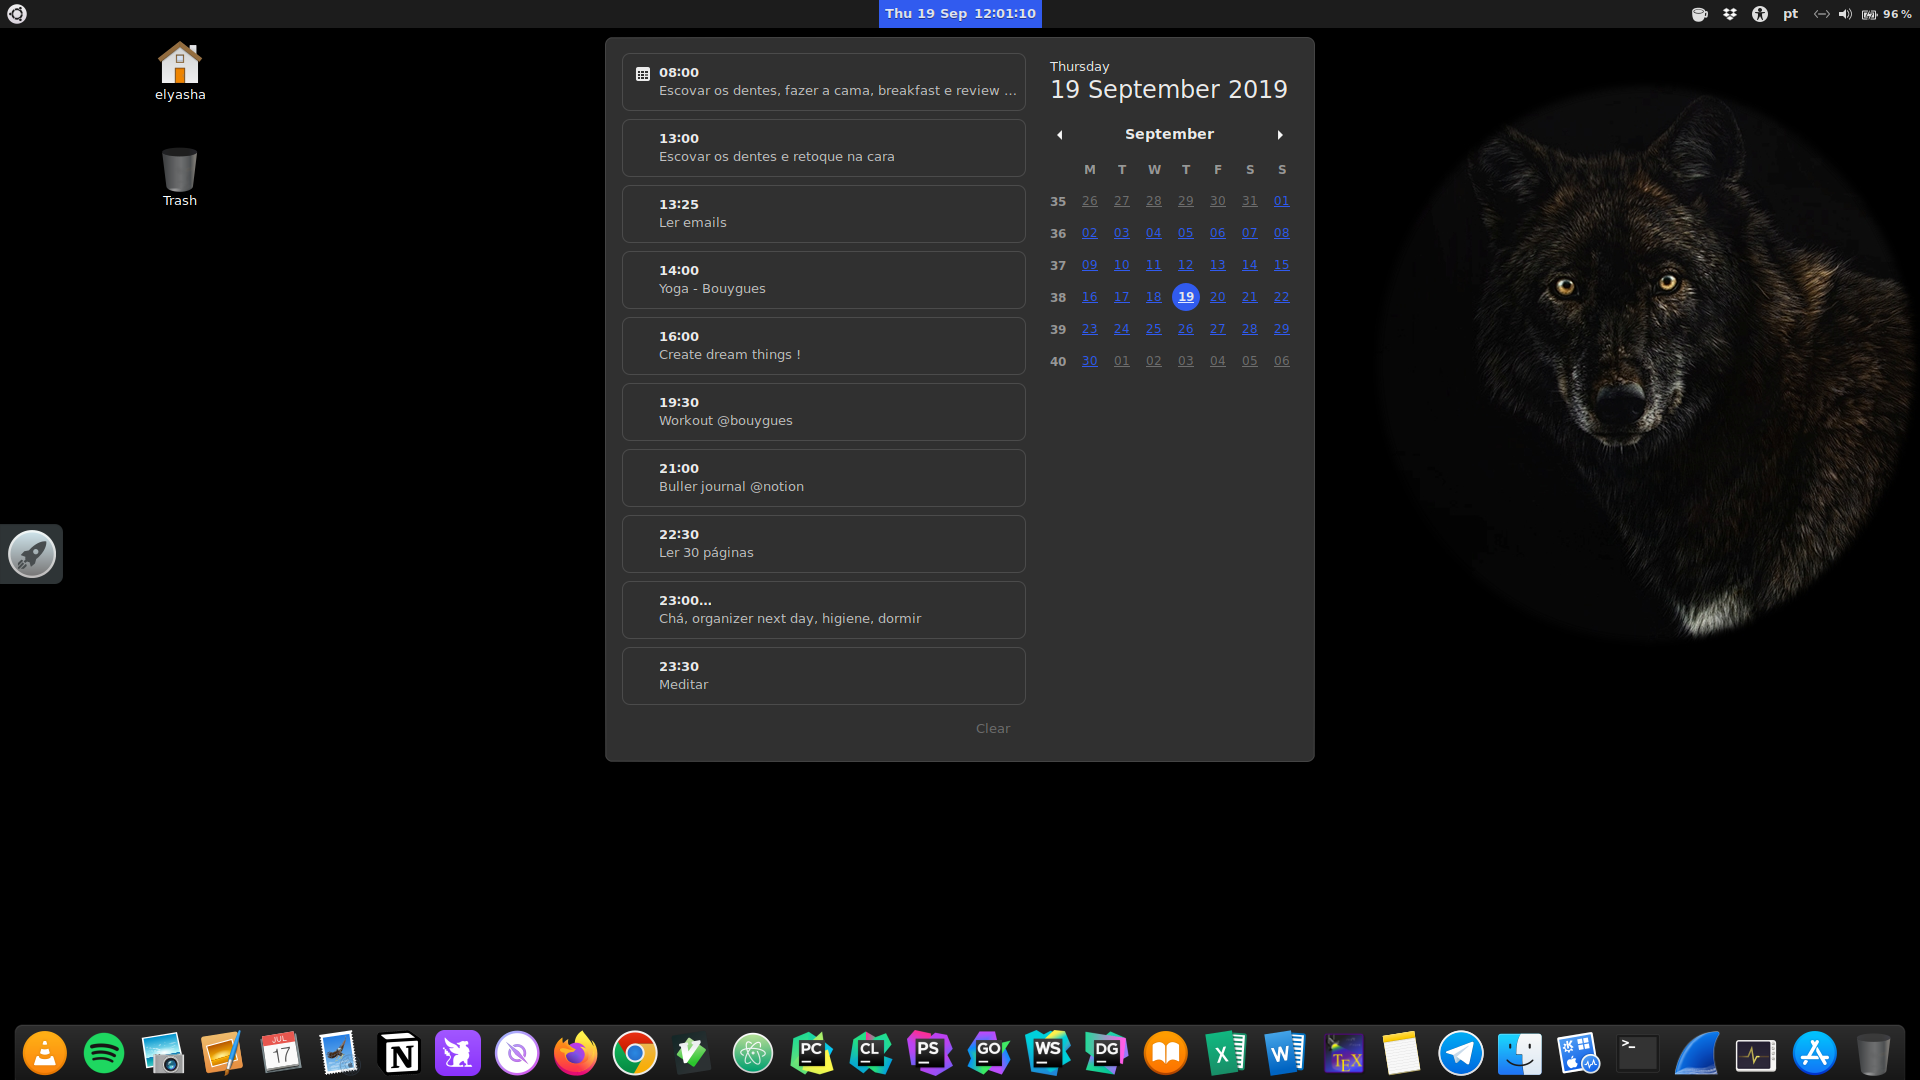 Thu 19 Sep 12:01:10
pt
96 %
elyasha
Trash
08:00
Escovar os dentes, fazer a cama, breakfast e review ...
13:00
Escovar os dentes e retoque na cara
13:25
Ler emails
14:00
Yoga - Bouygues
16:00
Create dream things !
19:30
Workout @bouygues
21:00
Buller journal @notion
22:30
Ler 30 páginas
23:00...
Chá, organizer next day, higiene, dormir
23:30
Meditar
Clear
Thursday
19 September 2019
September
M T W T F S S
35 26 27 28 29 30 31 01
36 02 03 04 05 06 07 08
37 09 10 11 12 13 14 15
38 16 17 18 19 20 21 22
39 23 24 25 26 27 28 29
40 30 01 02 03 04 05 06
JUL
17
N
PC
CL
PS
GO
WS
DG
X
W
TEX
>_